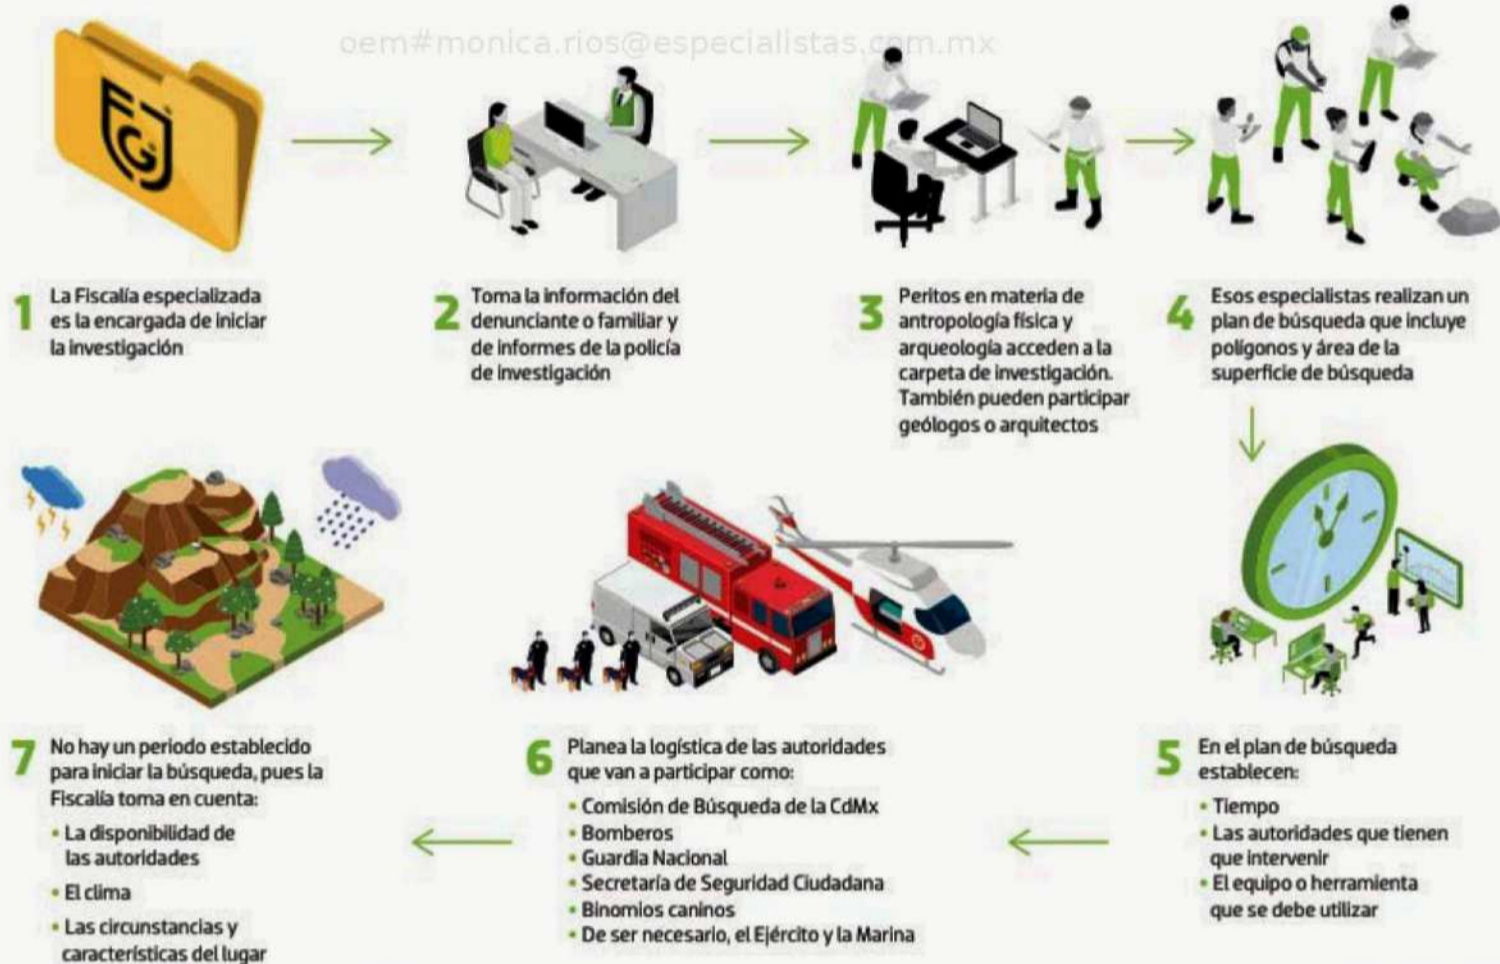 oem#monica.rios@especialistas.com.mx
FGJ
1
La Fiscalía especializada
es la encargada de iniciar
la investigación
2
Toma la información del
denunciante o familiar y
de informes de la policía
de investigación
3
Peritos en materia de
antropología física y
arqueología acceden a la
carpeta de investigación.
También pueden participar
geólogos o arquitectos
4
Esos especialistas realizan un
plan de búsqueda que incluye
polígonos y área de la
superficie de búsqueda
5
En el plan de búsqueda
establecen:
• Tiempo
• Las autoridades que tienen
que intervenir
• El equipo o herramienta
que se debe utilizar
6
Planea la logística de las autoridades
que van a participar como:
• Comisión de Búsqueda de la CdMx
• Bomberos
• Guardia Nacional
• Secretaría de Seguridad Ciudadana
• Binomios caninos
• De ser necesario, el Ejército y la Marina
7
No hay un periodo establecido
para iniciar la búsqueda, pues la
Fiscalía toma en cuenta:
• La disponibilidad de
las autoridades
• El clima
• Las circunstancias y
características del lugar